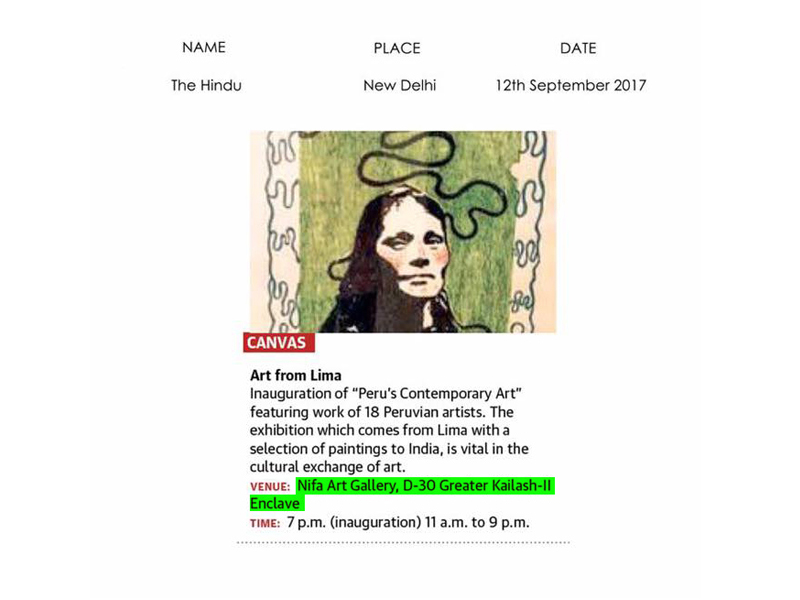 NAME PLACE DATE
The Hindu New Delhi 12th September 2017
CANVAS
Art from Lima
Inauguration of “Peru’s Contemporary Art”
featuring work of 18 Peruvian artists. The
exhibition which comes from Lima with a
selection of paintings to India, is vital in the
cultural exchange of art.
VENUE: Nifa Art Gallery, D-30 Greater Kailash-II
Enclave
TIME: 7 p.m. (inauguration) 11 a.m. to 9 p.m.